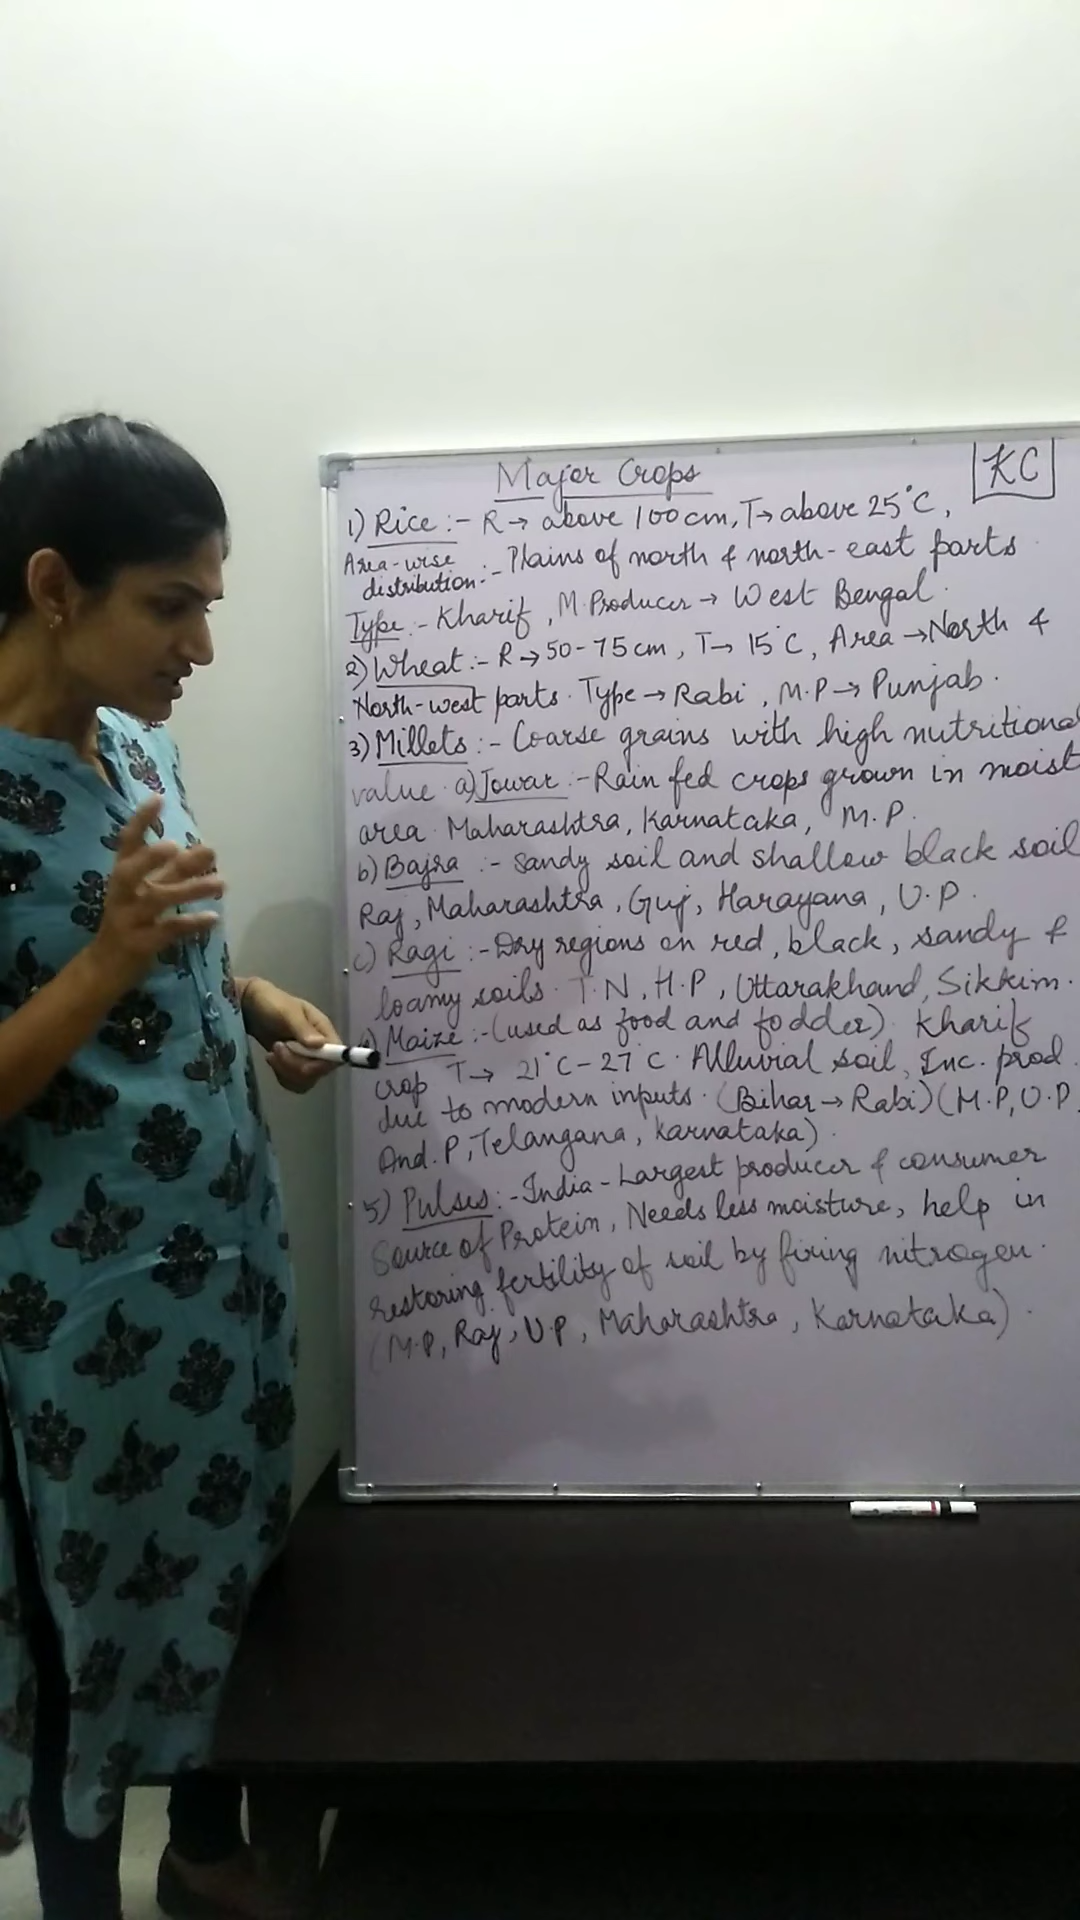 Major Crops
KC
1) Rice :- R → above 100cm, T → above 25°C,
Area-wise distribution :- Plains of north & north-east parts
Type :- Kharif, M. Producer → West Bengal.
2) Wheat :- R → 50-75cm, T → 15°C, Area → North &
North-west parts. Type → Rabi, M.P → Punjab.
3) Millets :- Coarse grains with high nutritional
value. a) Jowar :- Rain fed crops grown in moist
area. Maharashtra, Karnataka, M.P.
b) Bajra :- Sandy soil and shallow black soil
Raj, Maharashtra, Guj, Harayana, U.P.
c) Ragi :- Dry regions on red, black, sandy &
loamy soils. T.N, H.P, Uttarakhand, Sikkim.
Maize :- (used as food and fodder) Kharif
crop T → 21°C-27°C. Alluvial soil, Inc. prod.
due to modern inputs. (Bihar → Rabi) (M.P, U.P,
And. P, Telangana, Karnataka).
5) Pulses :- India - Largest producer & consumer
Source of Protein, Needs less moisture, help in
restoring fertility of soil by fixing nitrogen.
(M.P, Raj, U.P, Maharashtra, Karnataka).